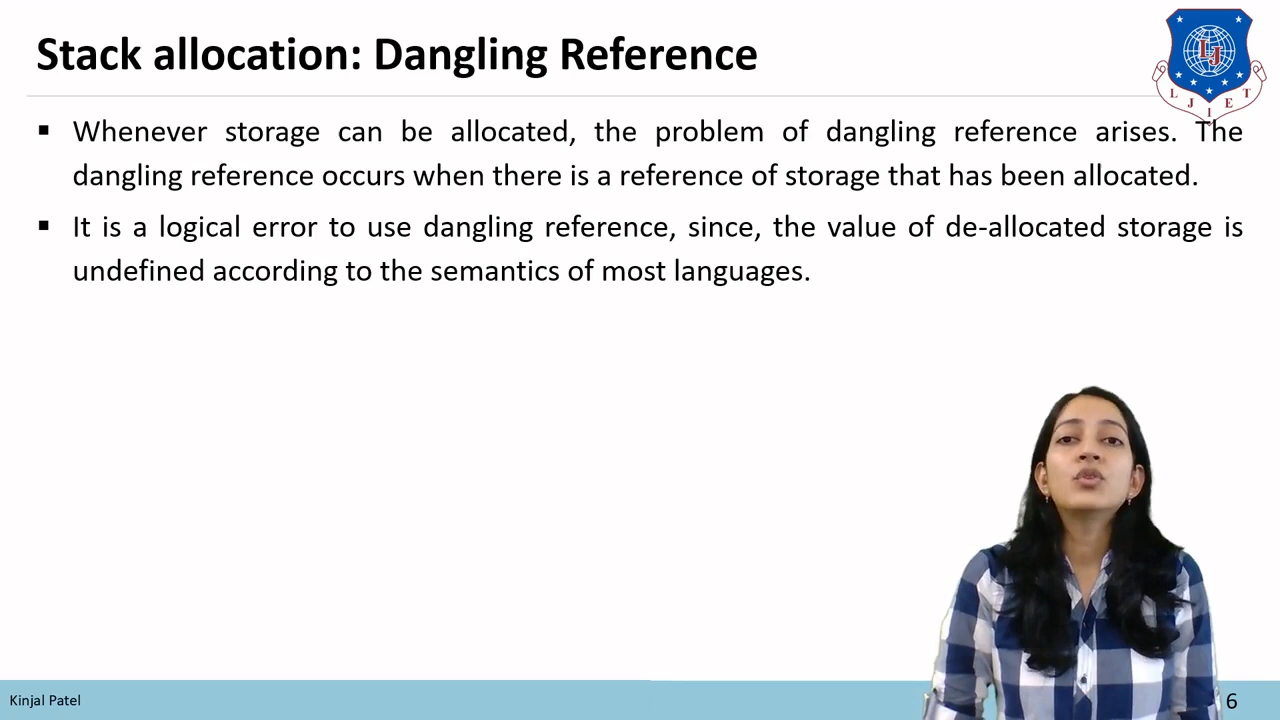 Stack allocation: Dangling Reference
LJ
L J I E T
▪ Whenever storage can be allocated, the problem of dangling reference arises. The
dangling reference occurs when there is a reference of storage that has been allocated.
▪ It is a logical error to use dangling reference, since, the value of de-allocated storage is
undefined according to the semantics of most languages.
Kinjal Patel
6